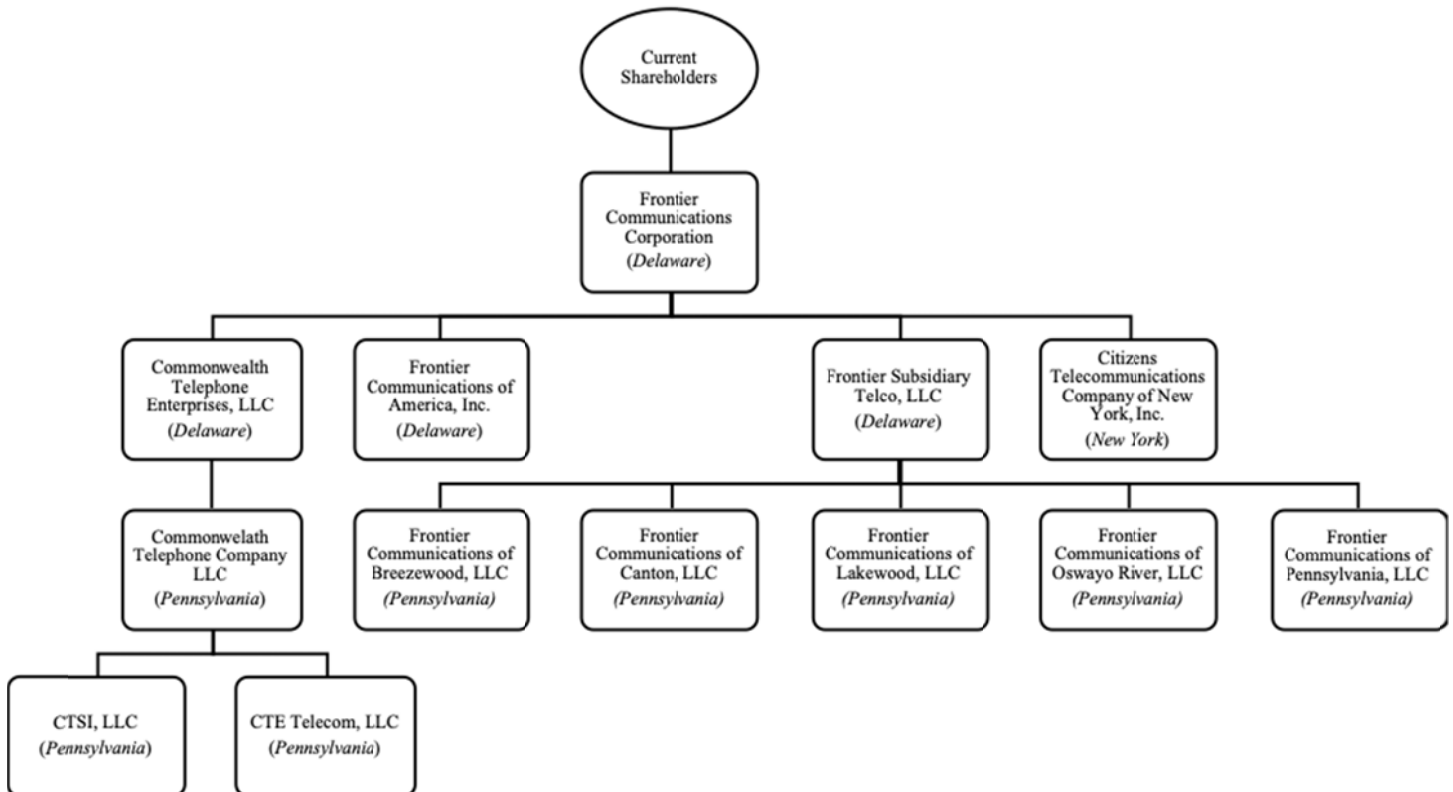 Current
Shareholders
Frontier
Communications
Corporation
(Delaware)
Commonwealth
Telephone
Enterprises, LLC
(Delaware)
Frontier
Communications of
America, Inc.
(Delaware)
Frontier Subsidiary
Telco, LLC
(Delaware)
Citizens
Telecommunications
Company of New
York, Inc.
(New York)
Commonwelath
Telephone Company
LLC
(Pennsylvania)
Frontier
Communications of
Breezewood, LLC
(Pennsylvania)
Frontier
Communications of
Canton, LLC
(Pennsylvania)
Frontier
Communications of
Lakewood, LLC
(Pennsylvania)
Frontier
Communications of
Oswayo River, LLC
(Pennsylvania)
Frontier
Communications of
Pennsylvania, LLC
(Pennsylvania)
CTSI, LLC
(Pennsylvania)
CTE Telecom, LLC
(Pennsylvania)